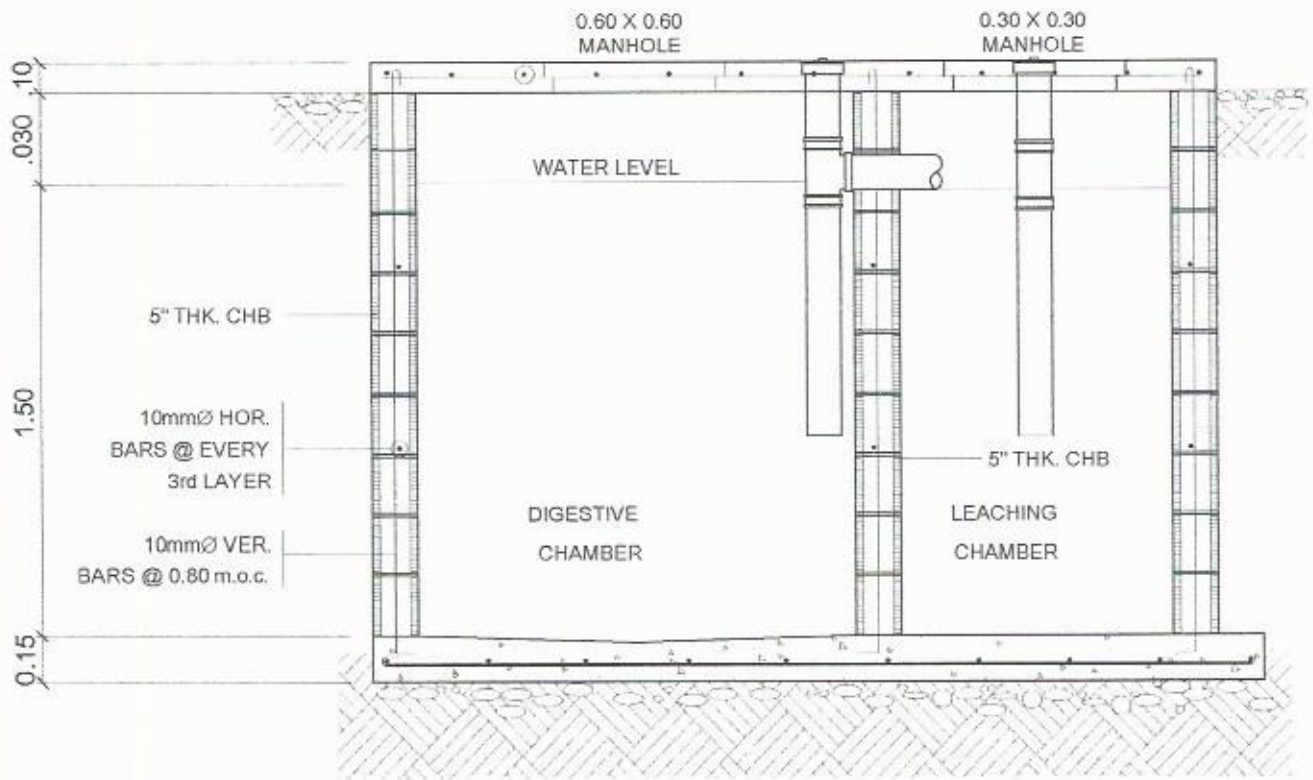 0.60 X 0.60
MANHOLE
0.30 X 0.30
MANHOLE
.10
.030
1.50
0.15
WATER LEVEL
5" THK. CHB
10mmØ HOR.
BARS @ EVERY
3rd LAYER
10mmØ VER.
BARS @ 0.80 m.o.c.
5" THK. CHB
DIGESTIVE
CHAMBER
LEACHING
CHAMBER